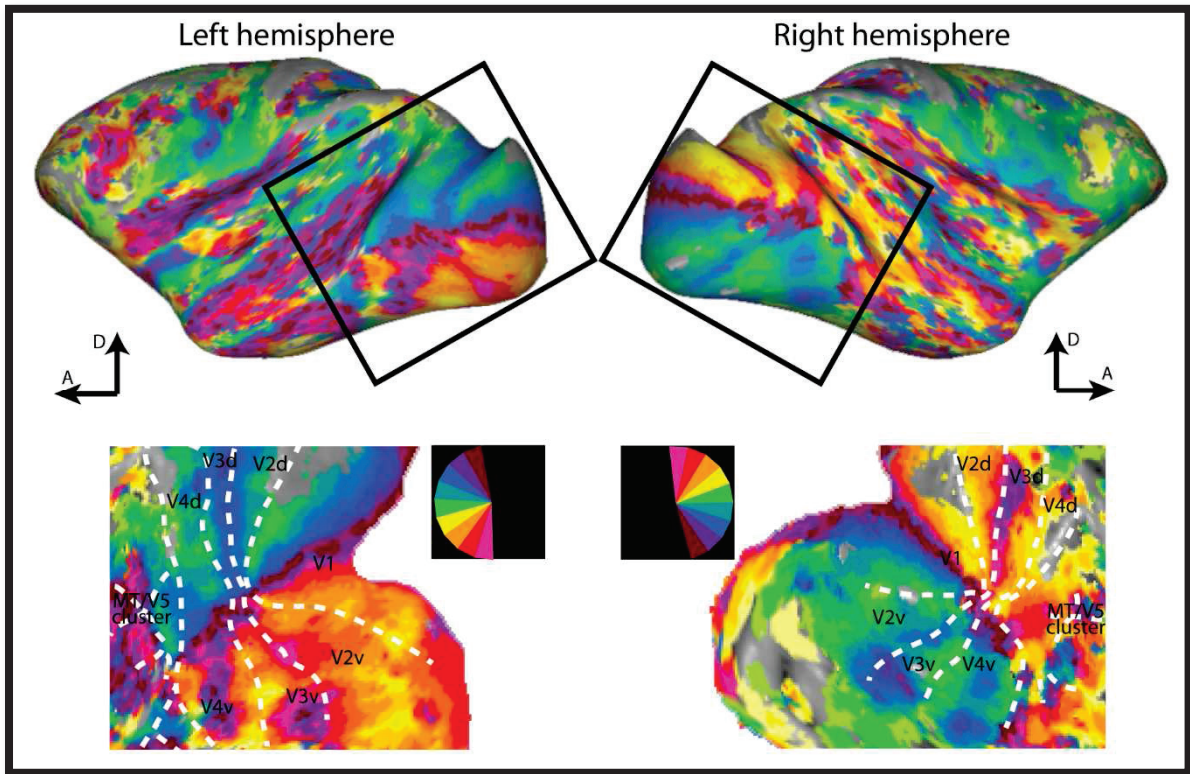 Left hemisphere
Right hemisphere
D
A
D
A
V3d
V2d
V4d
V1
MT/V5
cluster
V2v
V3v
V4v
V2d
V3d
V4d
V1
MT/V5
cluster
V2v
V3v
V4v